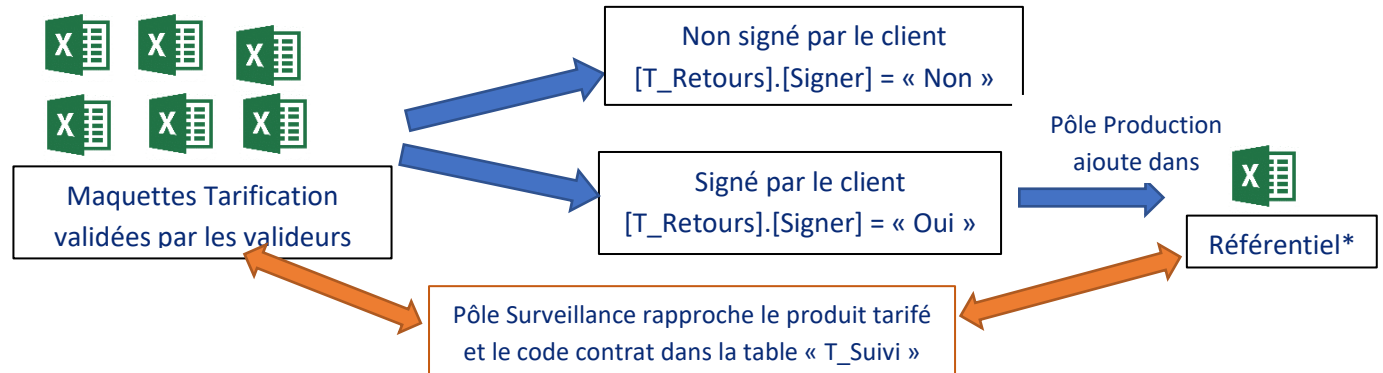 Non signé par le client
[T_Retours].[Signer] = « Non »
Pôle Production
ajoute dans
Maquettes Tarification
validées par les valideurs
Signé par le client
[T_Retours].[Signer] = « Oui »
Référentiel*
Pôle Surveillance rapproche le produit tarifé
et le code contrat dans la table « T_Suivi »